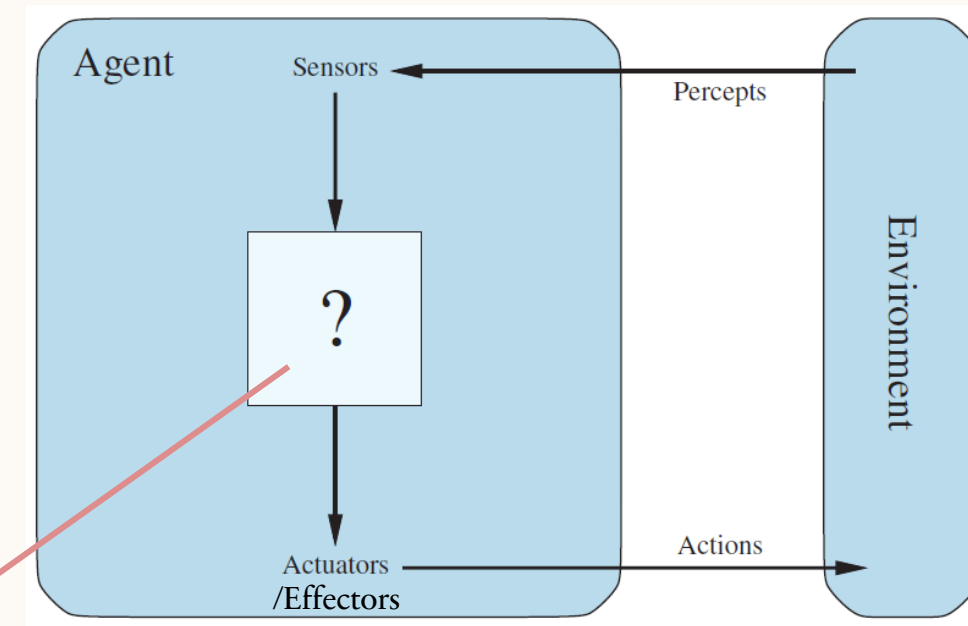 Agent
Sensors
Percepts
?
Environment
Actuators
/Effectors
Actions